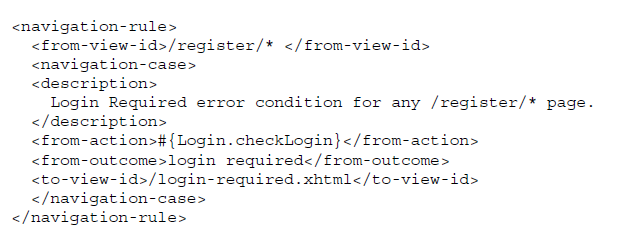 <navigation-rule>
  <from-view-id>/register/* </from-view-id>
  <navigation-case>
  <description>
    Login Required error condition for any /register/* page.
  </description>
  <from-action>#{Login.checkLogin}</from-action>
  <from-outcome>login required</from-outcome>
  <to-view-id>/login-required.xhtml</to-view-id>
  </navigation-case>
</navigation-rule>